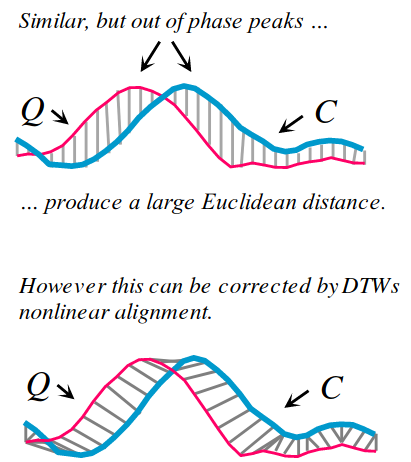 Similar, but out of phase peaks ...
Q
C
... produce a large Euclidean distance.
However this can be corrected by DTWs
nonlinear alignment.
Q
C